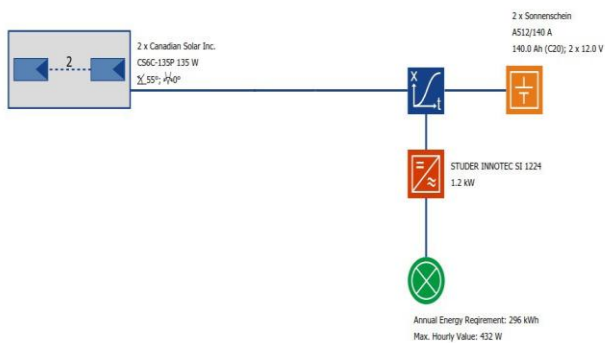 2 x Canadian Solar Inc.
CS6C-135P 135 W
55°; 0°
2
2 x Sonnenschein
A512/140 A
140.0 Ah (C20); 2 x 12.0 V
X
t
STUDER INNOTEC SI 1224
1.2 kW
Annual Energy Reqirement: 296 kWh
Max. Hourly Value: 432 W